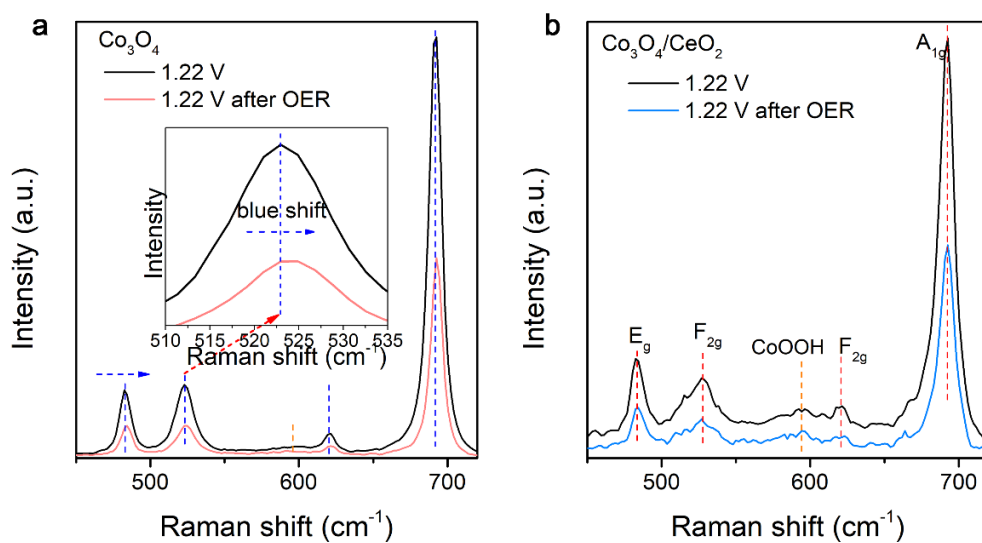 a
Co₃O₄
1.22 V
1.22 V after OER
Intensity
blue shift
510 515 520 525 530 535
Raman shift (cm⁻¹)
Intensity (a.u.)
500 600 700
Raman shift (cm⁻¹)
b
Co₃O₄/CeO₂
A₁g
1.22 V
1.22 V after OER
Eg
F₂g
CoOOH
F₂g
Intensity (a.u.)
500 600 700
Raman shift (cm⁻¹)